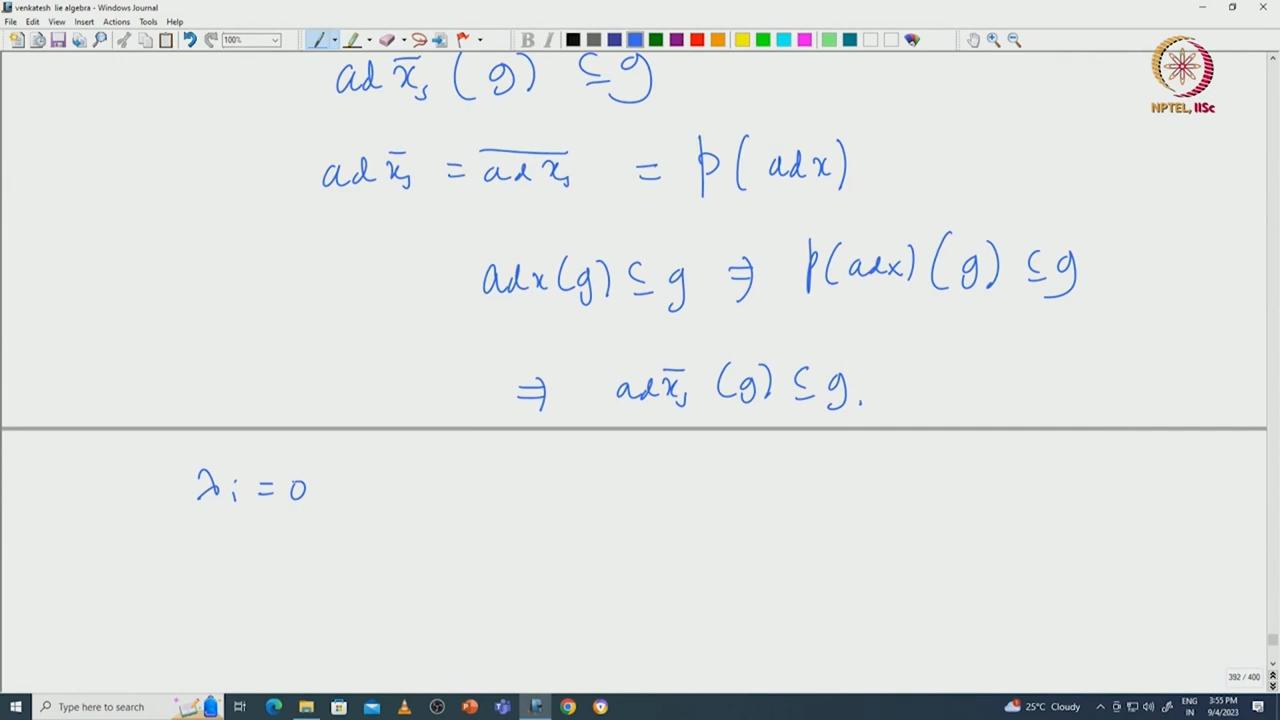 venkatesh lie algebra - Windows Journal
File Edit View Insert Actions Tools Help
100%
B I
NPTEL, IISc
ad x̄ₛ (g) ⊆ g
ad x̄ₛ = \overline{ad xₛ} = p(ad x)
ad x(g) ⊆ g ⇒ p(ad x)(g) ⊆ g
⇒ ad x̄ₛ (g) ⊆ g.
λᵢ = 0
392 / 400
Type here to search
25°C Cloudy
ENG
IN
3:55 PM
9/4/2023